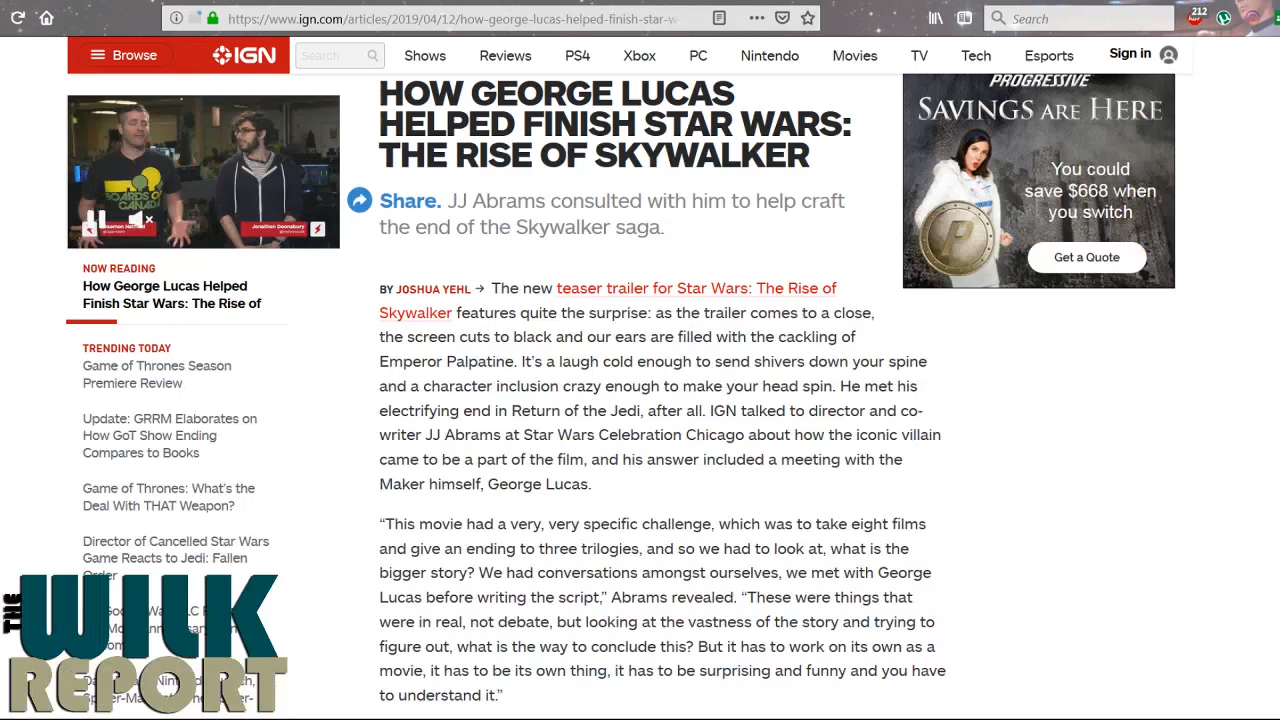 https://www.ign.com/articles/2019/04/12/how-george-lucas-helped-finish-star-w
Search
212
Browse
IGN
Search
Shows
Reviews
PS4
Xbox
PC
Nintendo
Movies
TV
Tech
Esports
Sign in
HOW GEORGE LUCAS
HELPED FINISH STAR WARS:
THE RISE OF SKYWALKER
Share. JJ Abrams consulted with him to help craft
the end of the Skywalker saga.
BY JOSHUA YEHL → The new teaser trailer for Star Wars: The Rise of
Skywalker features quite the surprise: as the trailer comes to a close,
the screen cuts to black and our ears are filled with the cackling of
Emperor Palpatine. It’s a laugh cold enough to send shivers down your spine
and a character inclusion crazy enough to make your head spin. He met his
electrifying end in Return of the Jedi, after all. IGN talked to director and co-
writer JJ Abrams at Star Wars Celebration Chicago about how the iconic villain
came to be a part of the film, and his answer included a meeting with the
Maker himself, George Lucas.
“This movie had a very, very specific challenge, which was to take eight films
and give an ending to three trilogies, and so we had to look at, what is the
bigger story? We had conversations amongst ourselves, we met with George
Lucas before writing the script,” Abrams revealed. “These were things that
were in real, not debate, but looking at the vastness of the story and trying to
figure out, what is the way to conclude this? But it has to work on its own as a
movie, it has to be its own thing, it has to be surprising and funny and you have
to understand it.”
BOARDS OF
CANADA
NOW READING
How George Lucas Helped
Finish Star Wars: The Rise of
TRENDING TODAY
Game of Thrones Season
Premiere Review
Update: GRRM Elaborates on
How GoT Show Ending
Compares to Books
Game of Thrones: What’s the
Deal With THAT Weapon?
Director of Cancelled Star Wars
Game Reacts to Jedi: Fallen
Order
THE
WILK
REPORT
PROGRESSIVE
SAVINGS ARE HERE
You could
save $668 when
you switch
P
Get a Quote